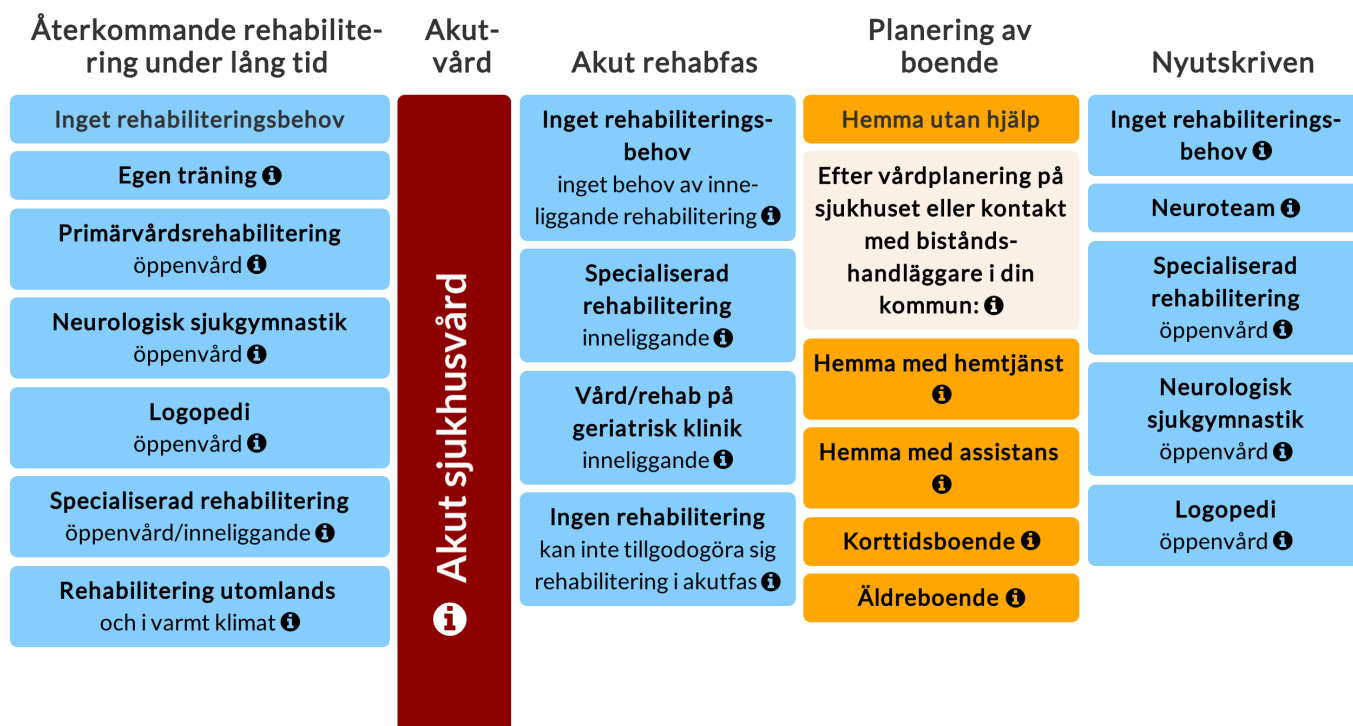 Återkommande rehabilite-
ring under lång tid
Inget rehabiliteringsbehov
Egen träning
Primärvårdsrehabilitering
öppenvård
Neurologisk sjukgymnastik
öppenvård
Logopedi
öppenvård
Specialiserad rehabilitering
öppenvård/inneliggande
Rehabilitering utomlands
och i varmt klimat
Akut-
vård
Akut sjukhusvård
Akut rehabfas
Inget rehabiliterings-
behov
inget behov av inne-
liggande rehabilitering
Specialiserad
rehabilitering
inneliggande
Vård/rehab på
geriatrisk klinik
inneliggande
Ingen rehabilitering
kan inte tillgodogöra sig
rehabilitering i akutfas
Planering av
boende
Hemma utan hjälp
Efter vårdplanering på
sjukhuset eller kontakt
med bistånds-
handläggare i din
kommun:
Hemma med hemtjänst
Hemma med assistans
Korttidsboende
Äldreboende
Nyutskriven
Inget rehabiliterings-
behov
Neuroteam
Specialiserad
rehabilitering
öppenvård
Neurologisk
sjukgymnastik
öppenvård
Logopedi
öppenvård